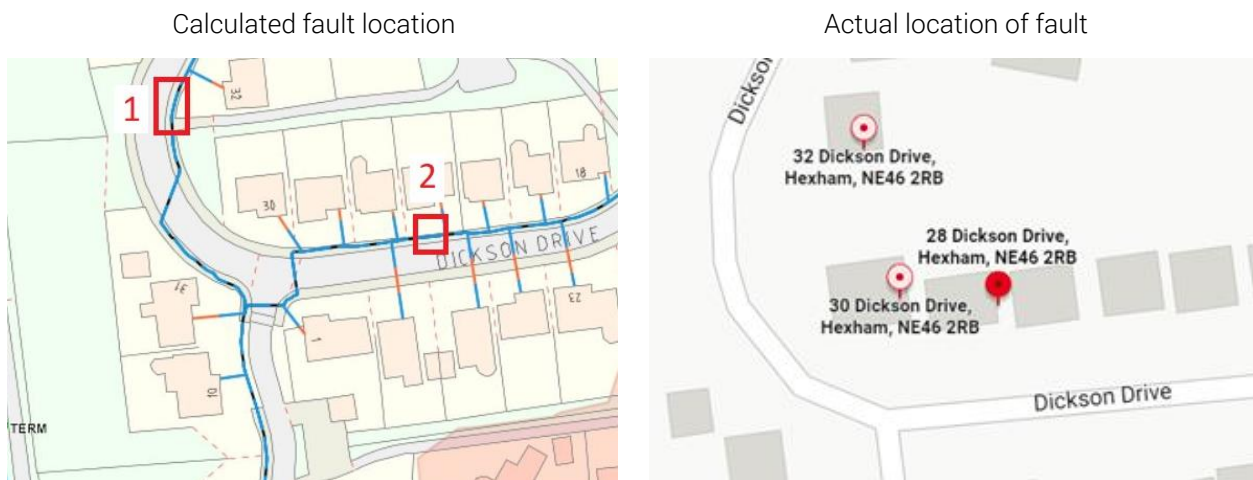 Calculated fault location
Actual location of fault
1
32
2
18
30
DICKSON DRIVE
31
1
23
10
TERM
Dickso
32 Dickson Drive,
Hexham, NE46 2RB
28 Dickson Drive,
Hexham, NE46 2RB
30 Dickson Drive,
Hexham, NE46 2RB
Dickson Drive